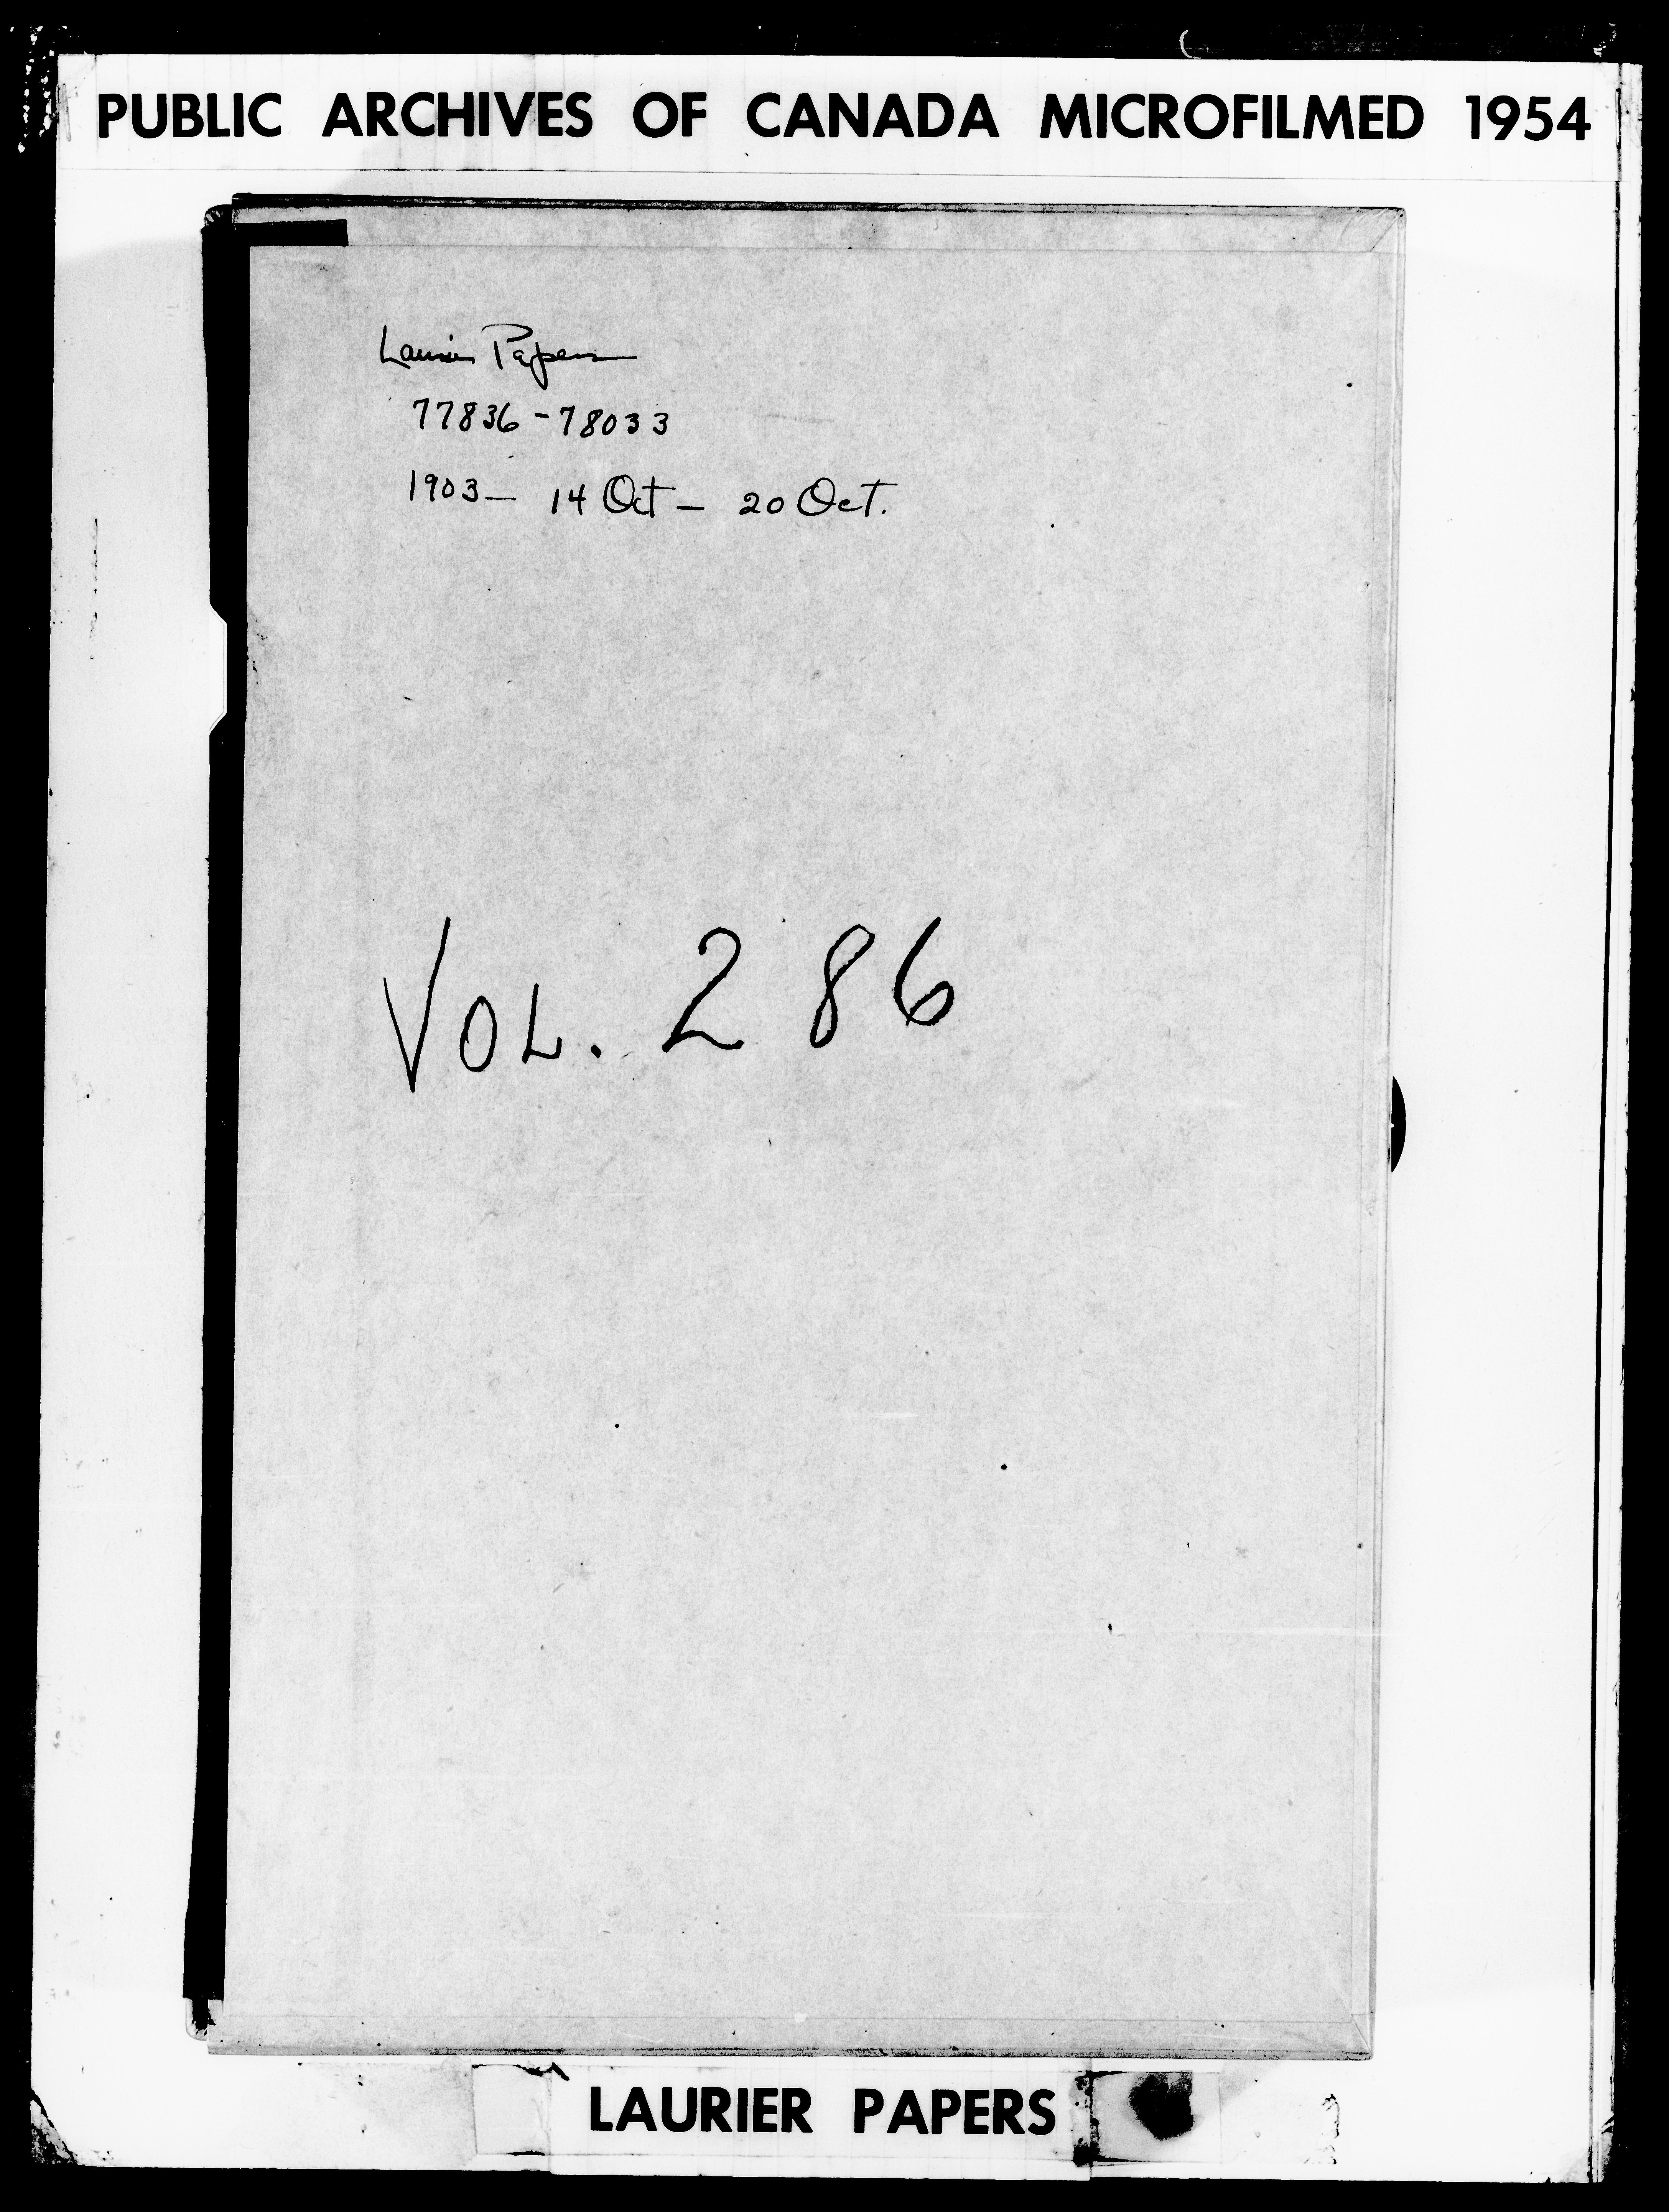 PUBLIC ARCHIVES OF CANADA MICROFILMED 1954
Laurier Papers
77836-78033
1903- 14 Oct - 20 Oct.
VOL. 286
LAURIER PAPERS